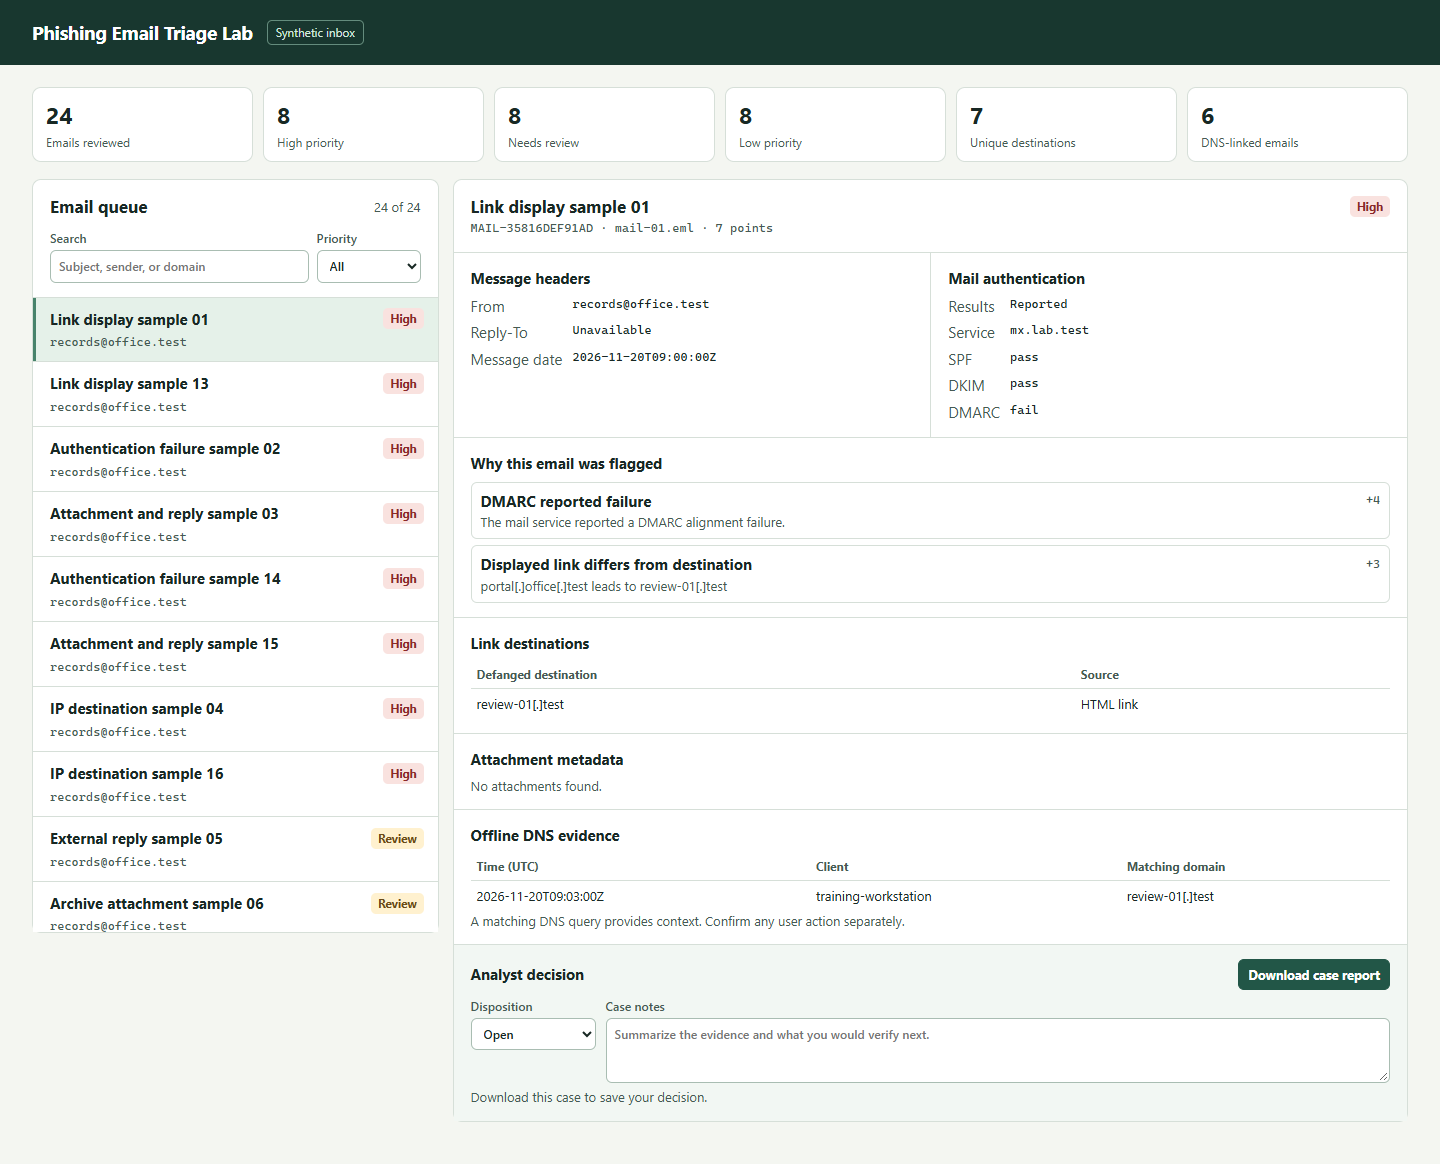 Phishing Email Triage Lab
Synthetic inbox
24
Emails reviewed
8
High priority
8
Needs review
8
Low priority
7
Unique destinations
6
DNS-linked emails
Email queue
24 of 24
Search
Priority
Subject, sender, or domain
All
Link display sample 01
High
records@office.test
Link display sample 13
High
records@office.test
Authentication failure sample 02
High
records@office.test
Attachment and reply sample 03
High
records@office.test
Authentication failure sample 14
High
records@office.test
Attachment and reply sample 15
High
records@office.test
IP destination sample 04
High
records@office.test
IP destination sample 16
High
records@office.test
External reply sample 05
Review
records@office.test
Archive attachment sample 06
Review
records@office.test
Link display sample 01
High
MAIL-35816DEF91AD · mail-01.eml · 7 points
Message headers
From records@office.test
Reply-To Unavailable
Message date 2026-11-20T09:00:00Z
Mail authentication
Results Reported
Service mx.lab.test
SPF pass
DKIM pass
DMARC fail
Why this email was flagged
DMARC reported failure
+4
The mail service reported a DMARC alignment failure.
Displayed link differs from destination
+3
portal[.]office[.]test leads to review-01[.]test
Link destinations
Defanged destination Source
review-01[.]test HTML link
Attachment metadata
No attachments found.
Offline DNS evidence
Time (UTC) Client Matching domain
2026-11-20T09:03:00Z training-workstation review-01[.]test
A matching DNS query provides context. Confirm any user action separately.
Analyst decision
Download case report
Disposition
Case notes
Open
Summarize the evidence and what you would verify next.
Download this case to save your decision.